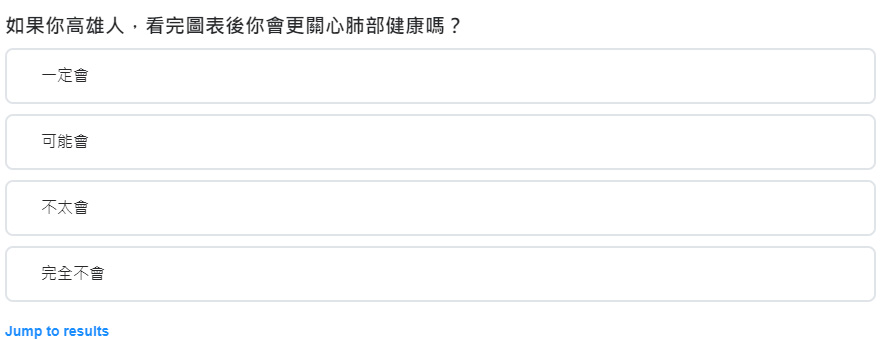 如果你高雄人，看完圖表後你會更關心肺部健康嗎？
一定會
可能會
不太會
完全不會
Jump to results